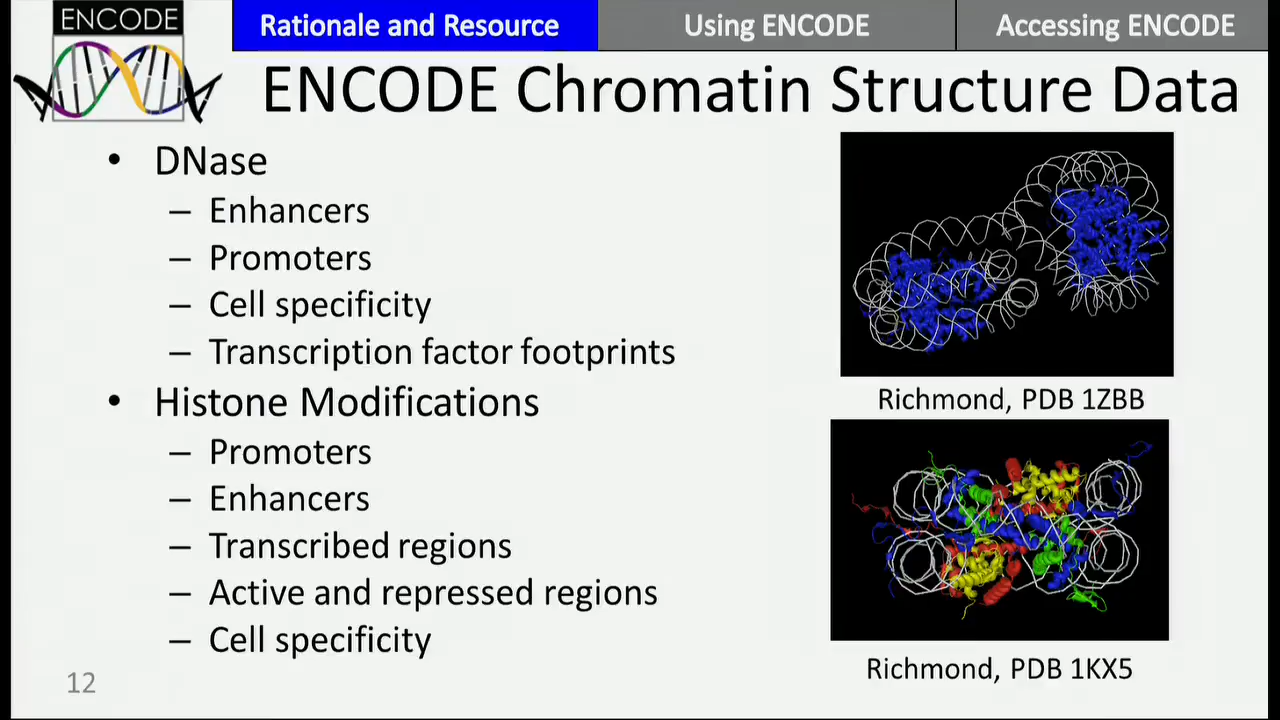 ENCODE
Rationale and Resource
Using ENCODE
Accessing ENCODE
ENCODE Chromatin Structure Data
• DNase
– Enhancers
– Promoters
– Cell specificity
– Transcription factor footprints
• Histone Modifications
– Promoters
– Enhancers
– Transcribed regions
– Active and repressed regions
– Cell specificity
Richmond, PDB 1ZBB
Richmond, PDB 1KX5
12